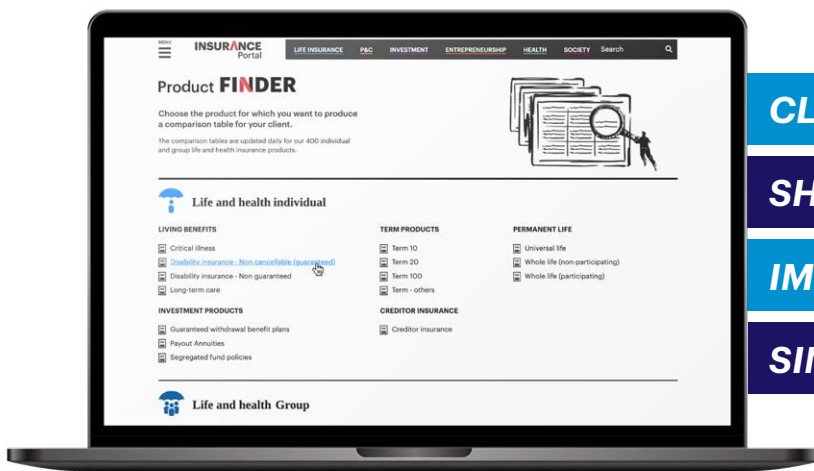 MENU
INSURANCE
Portal
LIFE INSURANCE P&C INVESTMENT ENTREPRENEURSHIP HEALTH SOCIETY Search
Product FINDER
Choose the product for which you want to produce
a comparison table for your client.
The comparison tables are updated daily for our 400 individual
and group life and health insurance products.
Life and health individual
LIVING BENEFITS
Critical illness
Disability insurance - Non cancellable (guaranteed)
Disability insurance - Non guaranteed
Long-term care
TERM PRODUCTS
Term 10
Term 20
Term 100
Term - others
PERMANENT LIFE
Universal life
Whole life (non-participating)
Whole life (participating)
INVESTMENT PRODUCTS
Guaranteed withdrawal benefit plans
Payout Annuities
Segregated fund policies
CREDITOR INSURANCE
Creditor insurance
Life and health Group
CL
SH
IM